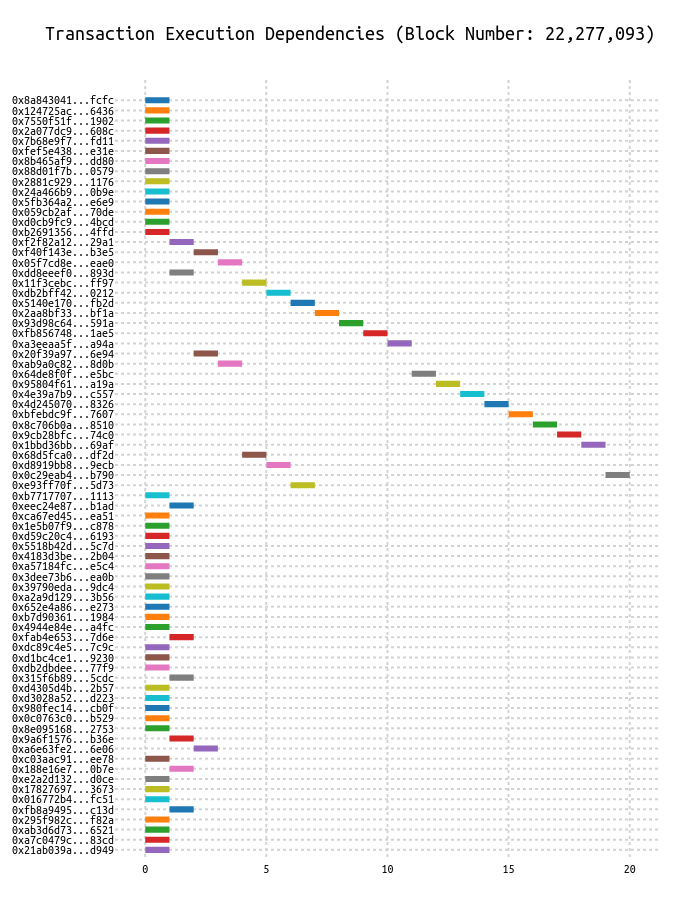 Transaction Execution Dependencies (Block Number: 22,277,093)
0x8a843041...fcfc
0x124725ac...6436
0x7550f51f...1902
0x2a077dc9...608c
0x7b68e9f7...fd11
0xfef5e438...e31e
0x8b465af9...dd80
0x88d01f7b...0579
0x2881c929...1176
0x24a466b9...0b9e
0x5fb364a2...e6e9
0x059cb2af...70de
0xd0cb9fc9...4bcd
0xb2691356...4ffd
0xf2f82a12...29a1
0xf40f143e...b3e5
0x05f7cd8e...eae0
0xdd8eeef0...893d
0x11f3cebc...ff97
0xdb2bff42...0212
0x5140e170...fb2d
0x2aa8bf33...bf1a
0x93d98c64...591a
0xfb856748...1ae5
0xa3eeaa5f...a94a
0x20f39a97...6e94
0xab9a0c82...8d0b
0x64de8f0f...e5bc
0x95804f61...a19a
0x4e39a7b9...c557
0x4d245070...8326
0xbfebdc9f...7607
0x8c706b0a...8510
0x9cb28bfc...74c0
0x1bbd36bb...69af
0x68d5fca0...df2d
0xd8919bb8...9ecb
0x0c29eab4...b790
0xe93ff70f...5d73
0xb7717707...1113
0xeec24e87...b1ad
0xca67ed45...ea51
0x1e5b07f9...c878
0xd59c20c4...6193
0x5518b42d...5c7d
0x4183d3be...2b04
0xa57184fc...e5c4
0x3dee73b6...ea0b
0x39790eda...9dc4
0xa2a9d129...3b56
0x652e4a86...e273
0xb7d90361...1984
0x4944e84e...a4fc
0xfab4e653...7d6e
0xdc89c4e5...7c9c
0xd1bc4ce1...9230
0xdb2dbdee...77f9
0x315f6b89...5cdc
0xd4305d4b...2b57
0xd3028a52...d223
0x980fec14...cb0f
0x0c0763c0...b529
0x8e095168...2753
0x9a6f1576...b36e
0xa6e63fe2...6e06
0xc03aac91...ee78
0x188e16e7...0b7e
0xe2a2d132...d0ce
0x17827697...3673
0x016772b4...fc51
0xfb8a9495...c13d
0x295f982c...f82a
0xab3d6d73...6521
0xa7c0479c...83cd
0x21ab039a...d949
0 5 10 15 20